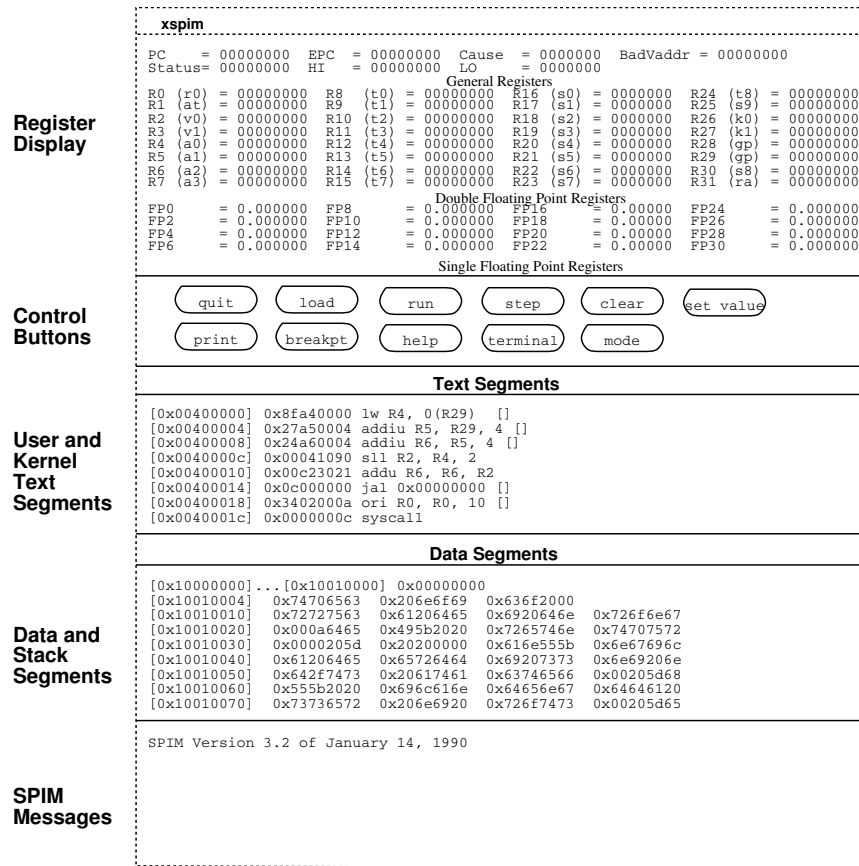 xspim
PC = 00000000 EPC = 00000000 Cause = 0000000 BadVaddr = 00000000
Status= 00000000 HI = 00000000 LO = 0000000
General Registers
R0 (r0) = 00000000 R8 (t0) = 00000000 R16 (s0) = 0000000 R24 (t8) = 00000000
R1 (at) = 00000000 R9 (t1) = 00000000 R17 (s1) = 0000000 R25 (s9) = 00000000
R2 (v0) = 00000000 R10 (t2) = 00000000 R18 (s2) = 0000000 R26 (k0) = 00000000
R3 (v1) = 00000000 R11 (t3) = 00000000 R19 (s3) = 0000000 R27 (k1) = 00000000
R4 (a0) = 00000000 R12 (t4) = 00000000 R20 (s4) = 0000000 R28 (gp) = 00000000
R5 (a1) = 00000000 R13 (t5) = 00000000 R21 (s5) = 0000000 R29 (gp) = 00000000
R6 (a2) = 00000000 R14 (t6) = 00000000 R22 (s6) = 0000000 R30 (s8) = 00000000
R7 (a3) = 00000000 R15 (t7) = 00000000 R23 (s7) = 0000000 R31 (ra) = 00000000
Register
Display
Double Floating Point Registers
FP0 = 0.000000 FP8 = 0.000000 FP16 = 0.00000 FP24 = 0.000000
FP2 = 0.000000 FP10 = 0.000000 FP18 = 0.00000 FP26 = 0.000000
FP4 = 0.000000 FP12 = 0.000000 FP20 = 0.00000 FP28 = 0.000000
FP6 = 0.000000 FP14 = 0.000000 FP22 = 0.00000 FP30 = 0.000000
Single Floating Point Registers
Control
Buttons
quit load run step clear set value
print breakpt help terminal mode
Text Segments
User and
Kernel
Text
Segments
[0x00400000] 0x8fa40000 lw R4, 0(R29) []
[0x00400004] 0x27a50004 addiu R5, R29, 4 []
[0x00400008] 0x24a60004 addiu R6, R5, 4 []
[0x0040000c] 0x00041090 sll R2, R4, 2
[0x00400010] 0x00c23021 addu R6, R6, R2
[0x00400014] 0x0c000000 jal 0x00000000 []
[0x00400018] 0x3402000a ori R0, R0, 10 []
[0x0040001c] 0x0000000c syscall
Data Segments
Data and
Stack
Segments
[0x10000000]...[0x10010000] 0x00000000
[0x10010004] 0x74706563 0x206e6f69 0x636f2000
[0x10010010] 0x72727563 0x61206465 0x6920646e 0x726f6e67
[0x10010020] 0x000a6465 0x495b2020 0x7265746e 0x74707572
[0x10010030] 0x0000205d 0x20200000 0x616e555b 0x6e67696c
[0x10010040] 0x61206465 0x65726464 0x69207373 0x6e69206e
[0x10010050] 0x642f7473 0x20617461 0x63746566 0x00205d68
[0x10010060] 0x555b2020 0x696c616e 0x64656e67 0x64646120
[0x10010070] 0x73736572 0x206e6920 0x726f7473 0x00205d65
SPIM Version 3.2 of January 14, 1990
SPIM
Messages